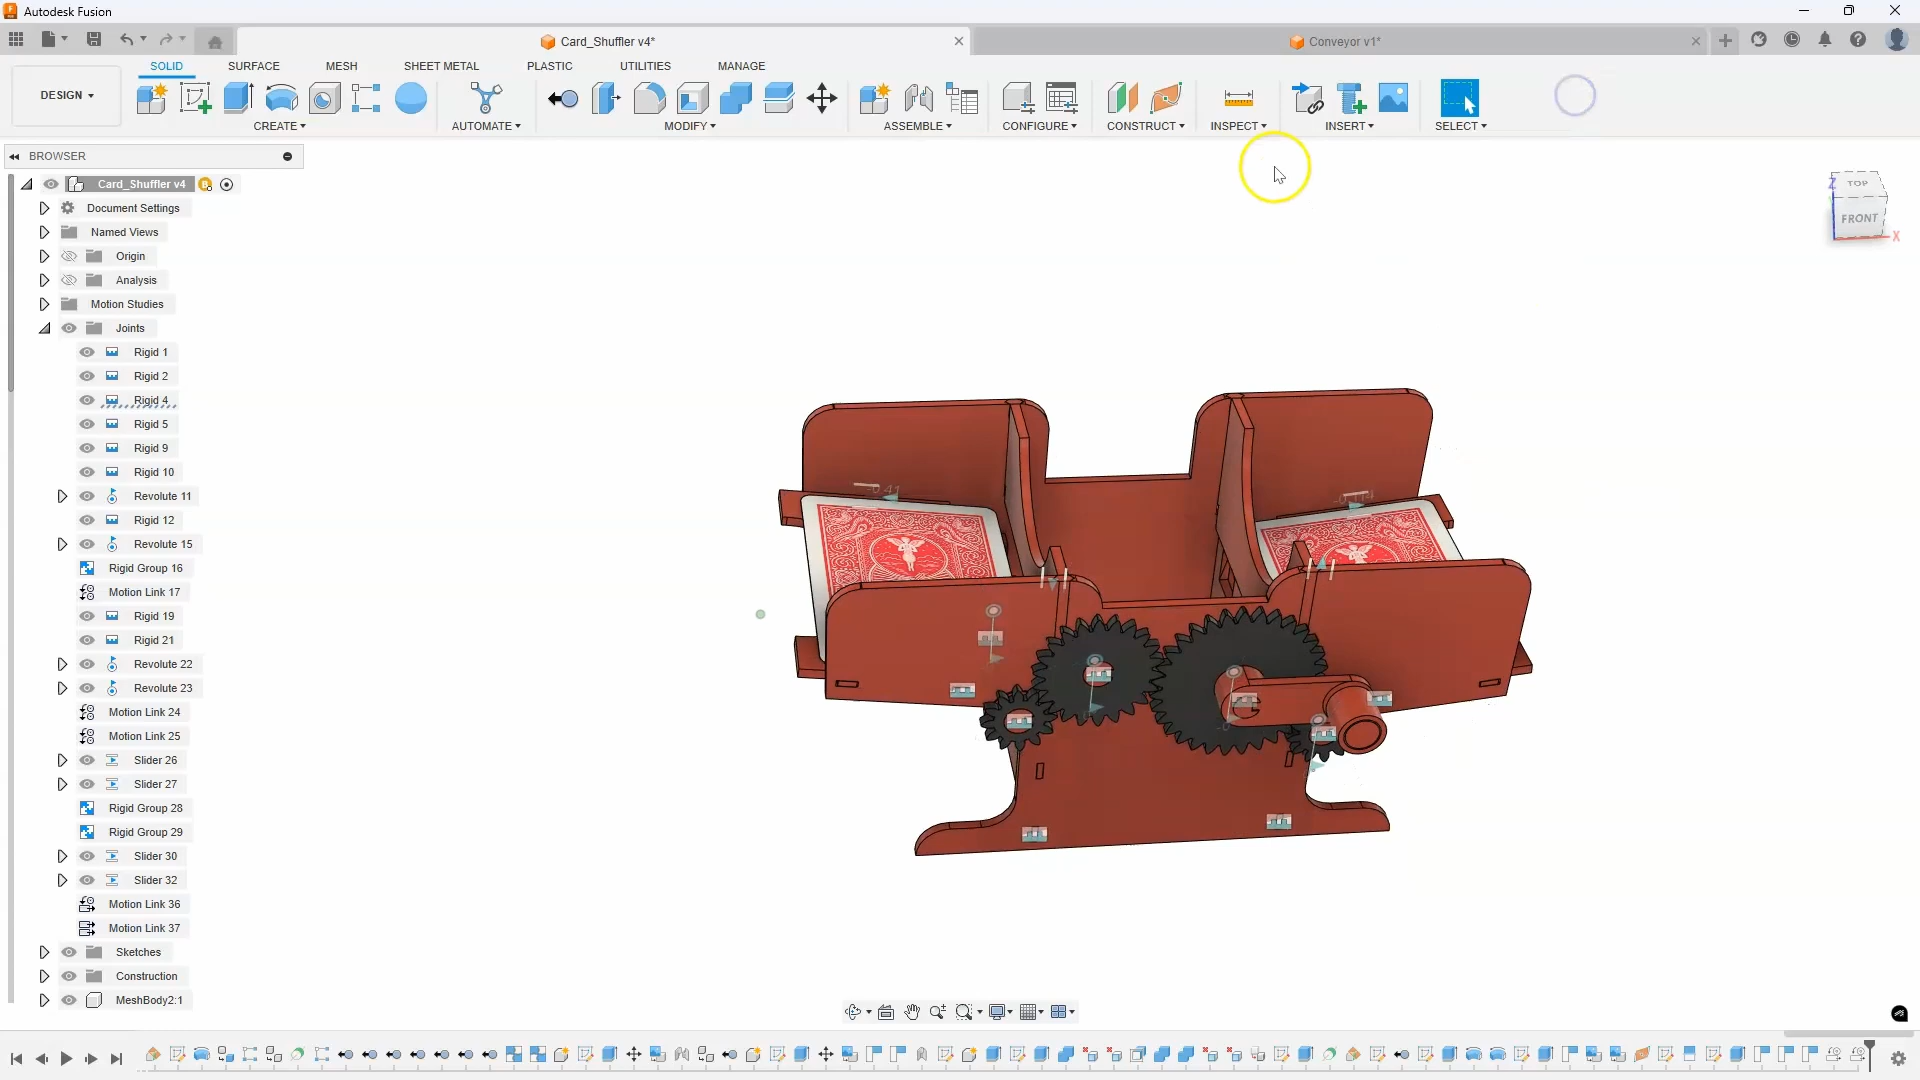 Autodesk Fusion
Card_Shuffler v4*
Conveyor v1*
SOLID SURFACE MESH SHEET METAL PLASTIC UTILITIES MANAGE
DESIGN
CREATE AUTOMATE MODIFY ASSEMBLE CONFIGURE CONSTRUCT INSPECT INSERT SELECT
BROWSER
Card_Shuffler v4
Document Settings
Named Views
Origin
Analysis
Motion Studies
Joints
Rigid 1
Rigid 2
Rigid 4
Rigid 5
Rigid 9
Rigid 10
Revolute 11
Rigid 12
Revolute 15
Rigid Group 16
Motion Link 17
Rigid 19
Rigid 21
Revolute 22
Revolute 23
Motion Link 24
Motion Link 25
Slider 26
Slider 27
Rigid Group 28
Rigid Group 29
Slider 30
Slider 32
Motion Link 36
Motion Link 37
Sketches
Construction
MeshBody2:1
TOP
Z
FRONT
X
-0.41